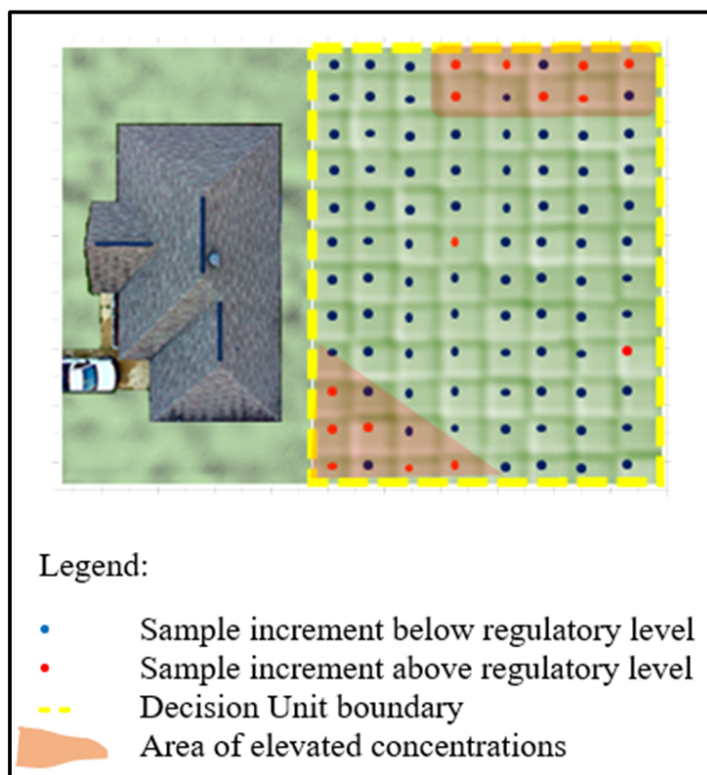 Legend:
Sample increment below regulatory level
Sample increment above regulatory level
Decision Unit boundary
Area of elevated concentrations